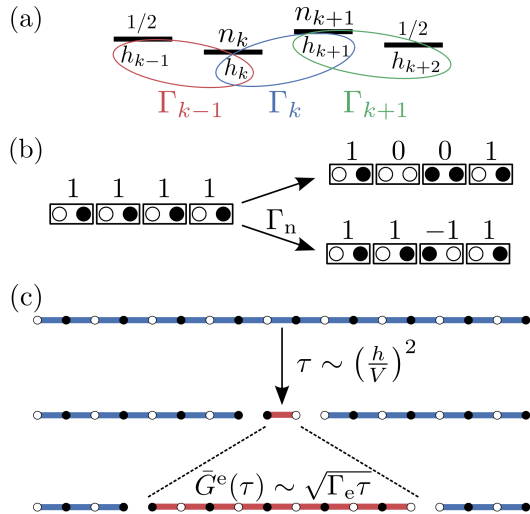 (a)
1/2 n_k n_{k+1} 1/2
h_{k−1} h_k h_{k+1} h_{k+2}
Γ_{k−1} Γ_k Γ_{k+1}
(b)
1 0 0 1
1 1 1 1
Γ_n
1 1 −1 1
(c)
τ ∼ (h/V)^2
Ḡ^e(τ) ∼ √(Γ_e τ)